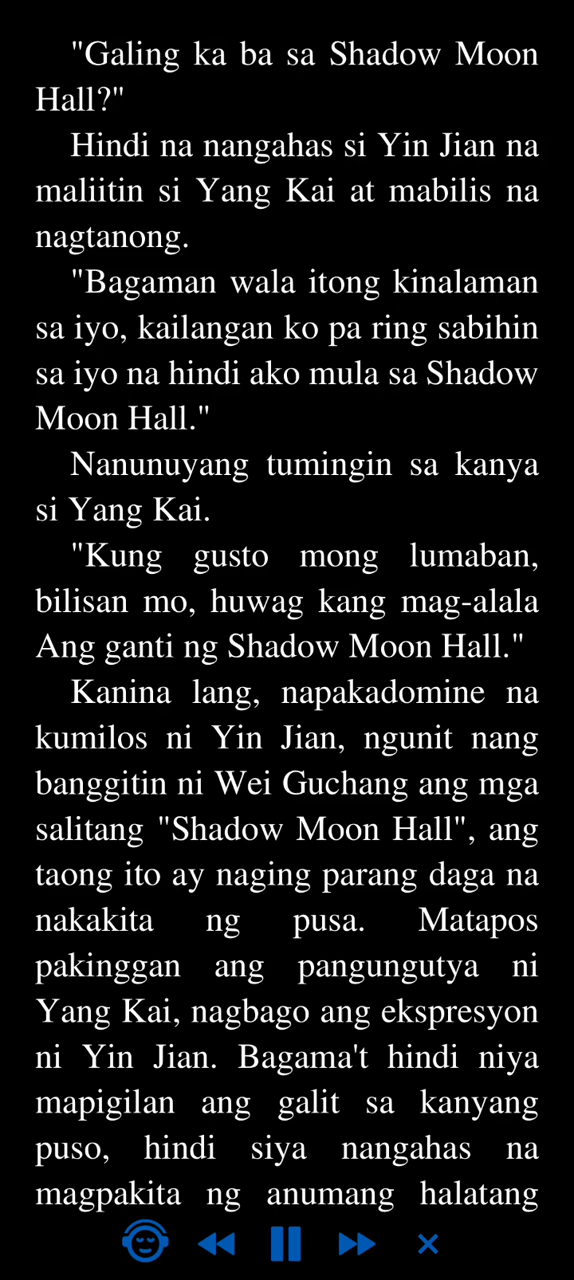 "Galing ka ba sa Shadow Moon
Hall?"
Hindi na nangahas si Yin Jian na
maliitin si Yang Kai at mabilis na
nagtanong.
"Bagaman wala itong kinalaman
sa iyo, kailangan ko pa ring sabihin
sa iyo na hindi ako mula sa Shadow
Moon Hall."
Nanunuyang tumingin sa kanya
si Yang Kai.
"Kung gusto mong lumaban,
bilisan mo, huwag kang mag-alala
Ang ganti ng Shadow Moon Hall."
Kanina lang, napakadomine na
kumilos ni Yin Jian, ngunit nang
banggitin ni Wei Guchang ang mga
salitang "Shadow Moon Hall", ang
taong ito ay naging parang daga na
nakakita ng pusa. Matapos
pakinggan ang pangungutya ni
Yang Kai, nagbago ang ekspresyon
ni Yin Jian. Bagama't hindi niya
mapigilan ang galit sa kanyang
puso, hindi siya nangahas na
magpakita ng anumang halatang